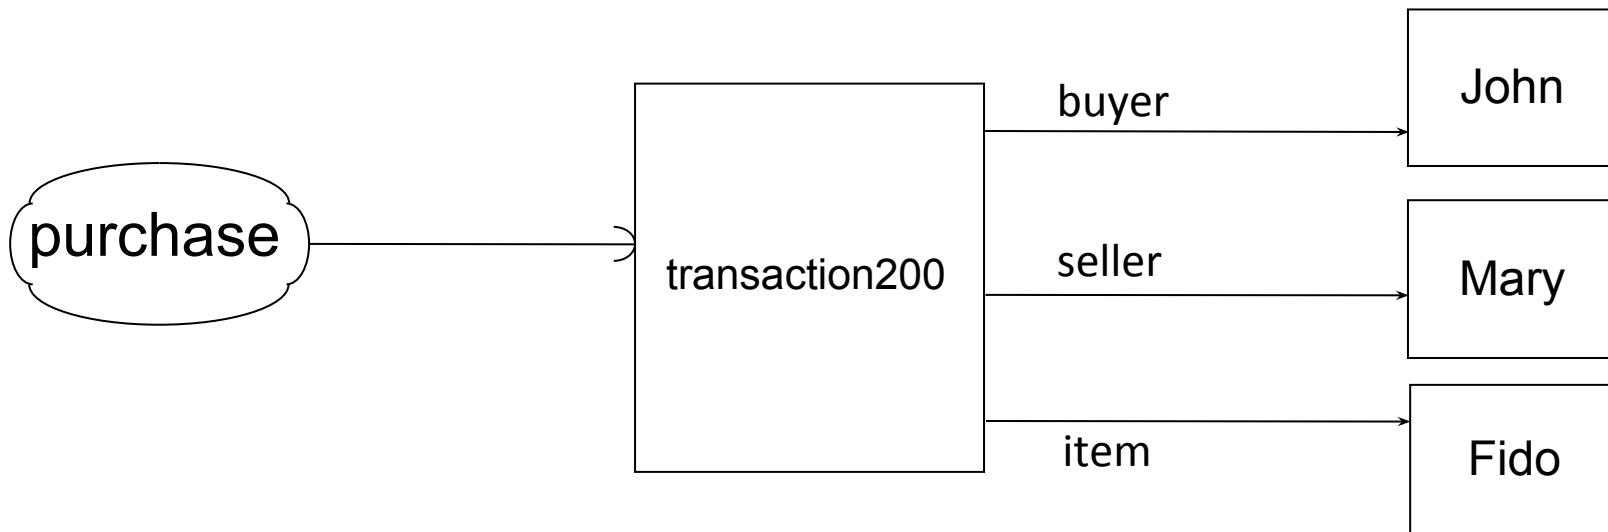 purchase
transaction200
buyer
John
seller
Mary
item
Fido